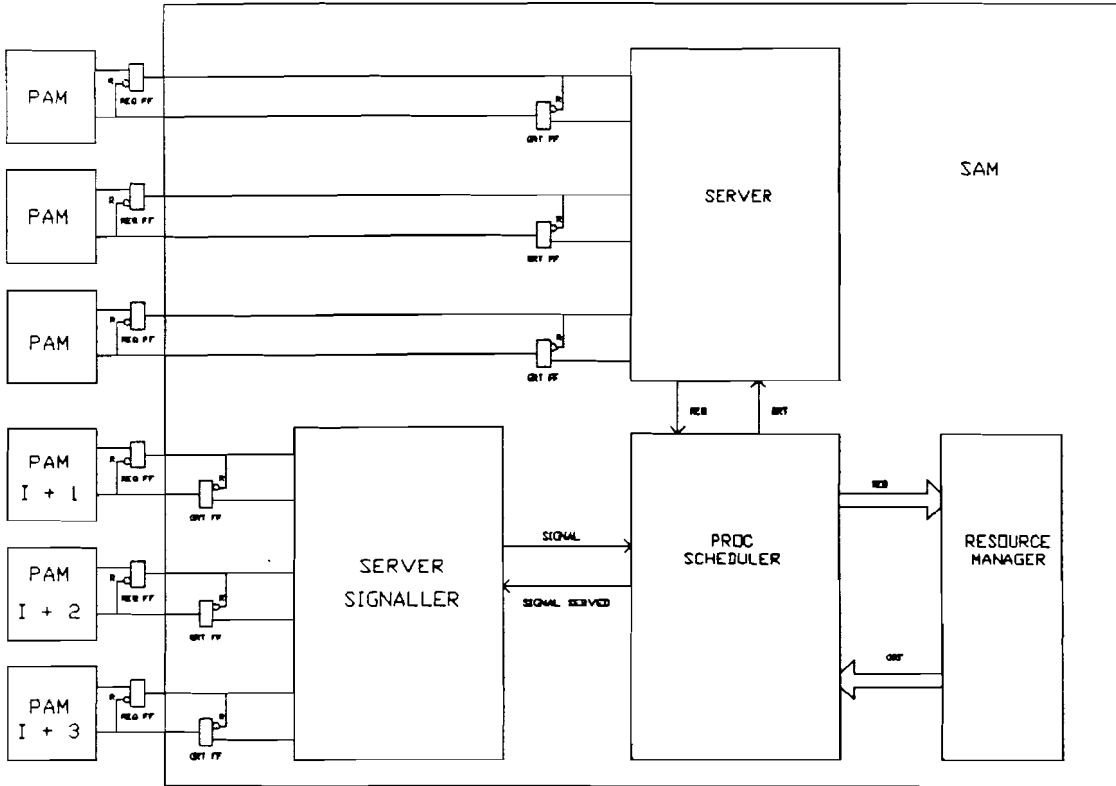 PAM
R
REQ FF
R
GRT FF
SERVER
SAM
PAM
R
REQ FF
R
GRT FF
PAM
R
REQ FF
R
GRT FF
REQ
GRT
PAM
I + 1
R
REQ FF
R
GRT FF
SERVER
SIGNALLER
SIGNAL
SIGNAL SERVED
PROC
SCHEDULER
REQ
GRT
RESOURCE
MANAGER
PAM
I + 2
R
REQ FF
R
GRT FF
PAM
I + 3
R
REQ FF
R
GRT FF